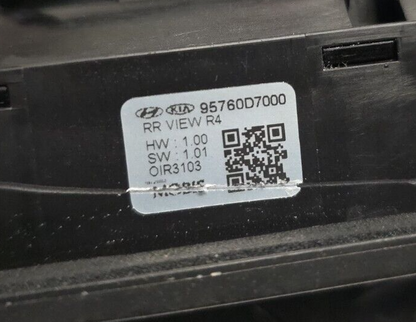 KIA 95760D7000
RR VIEW R4
HW : 1.00
SW : 1.01
OIR3103
MOBIS